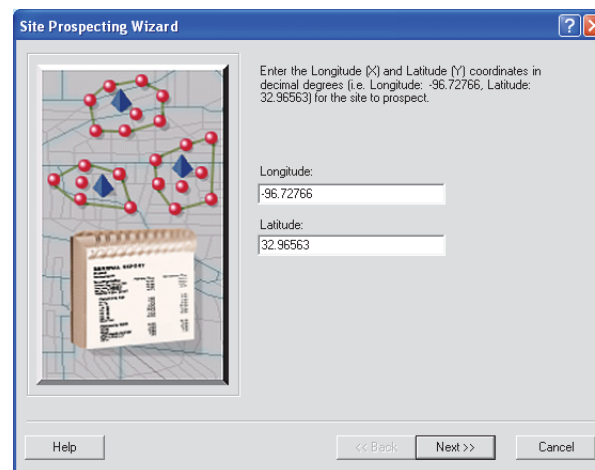 Site Prospecting Wizard
Enter the Longitude (X) and Latitude (Y) coordinates in
decimal degrees (i.e. Longitude: -96.72766, Latitude:
32.96563) for the site to prospect.
Longitude:
-96.72766
Latitude:
32.96563
Help
<< Back
Next >>
Cancel